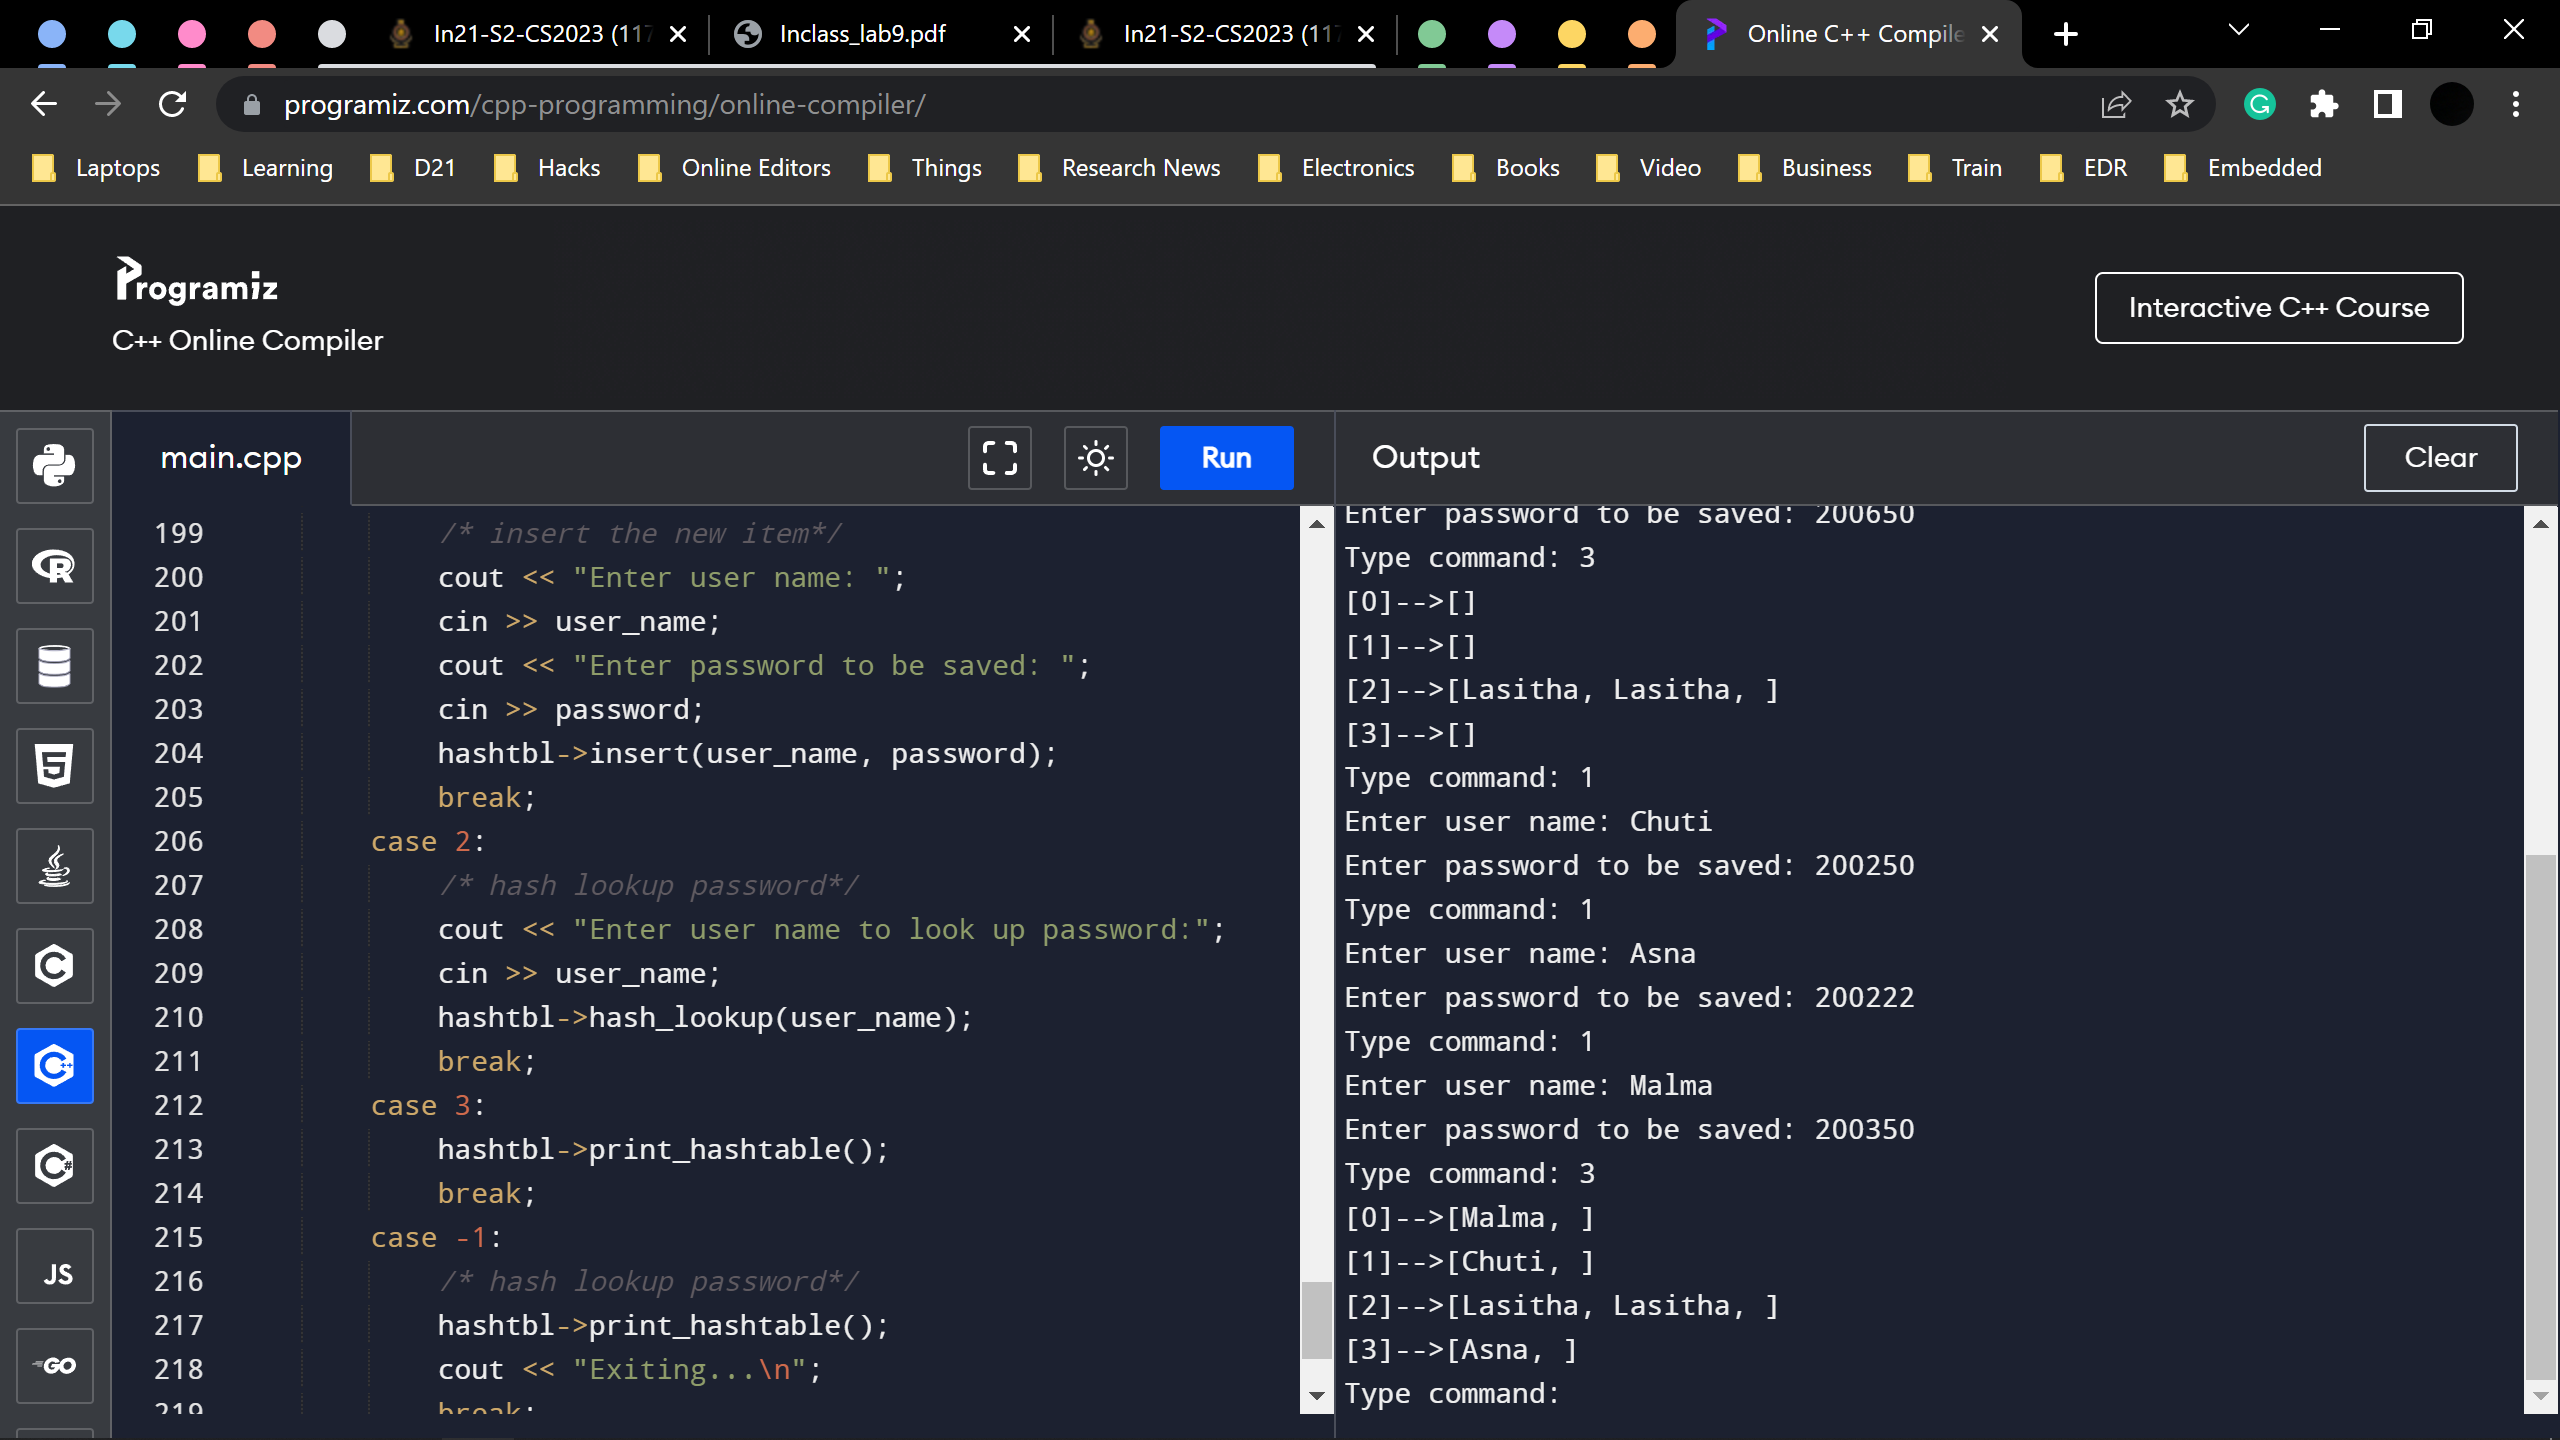 In21-S2-CS2023 (117
Inclass_lab9.pdf
In21-S2-CS2023 (117
Online C++ Compile
programiz.com/cpp-programming/online-compiler/
Laptops
Learning
D21
Hacks
Online Editors
Things
Research News
Electronics
Books
Video
Business
Train
EDR
Embedded
Programiz
C++ Online Compiler
Interactive C++ Course
main.cpp
Run
Output
Clear
199 /* insert the new item*/
200 cout << "Enter user name: ";
201 cin >> user_name;
202 cout << "Enter password to be saved: ";
203 cin >> password;
204 hashtbl->insert(user_name, password);
205 break;
206 case 2:
207 /* hash lookup password*/
208 cout << "Enter user name to look up password:";
209 cin >> user_name;
210 hashtbl->hash_lookup(user_name);
211 break;
212 case 3:
213 hashtbl->print_hashtable();
214 break;
215 case -1:
216 /* hash lookup password*/
217 hashtbl->print_hashtable();
218 cout << "Exiting...\n";
219 break;
Enter password to be saved: 200650
Type command: 3
[0]-->[]
[1]-->[]
[2]-->[Lasitha, Lasitha, ]
[3]-->[]
Type command: 1
Enter user name: Chuti
Enter password to be saved: 200250
Type command: 1
Enter user name: Asna
Enter password to be saved: 200222
Type command: 1
Enter user name: Malma
Enter password to be saved: 200350
Type command: 3
[0]-->[Malma, ]
[1]-->[Chuti, ]
[2]-->[Lasitha, Lasitha, ]
[3]-->[Asna, ]
Type command:
R
5
C
C++
C#
JS
GO
G